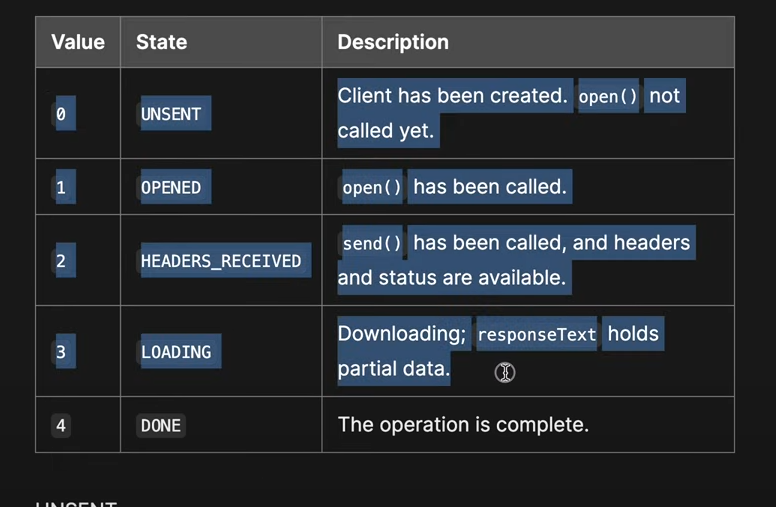 Value State Description
0 UNSENT Client has been created. open() not
called yet.
1 OPENED open() has been called.
2 HEADERS_RECEIVED send() has been called, and headers
and status are available.
3 LOADING Downloading; responseText holds
partial data.
4 DONE The operation is complete.
UNSENT